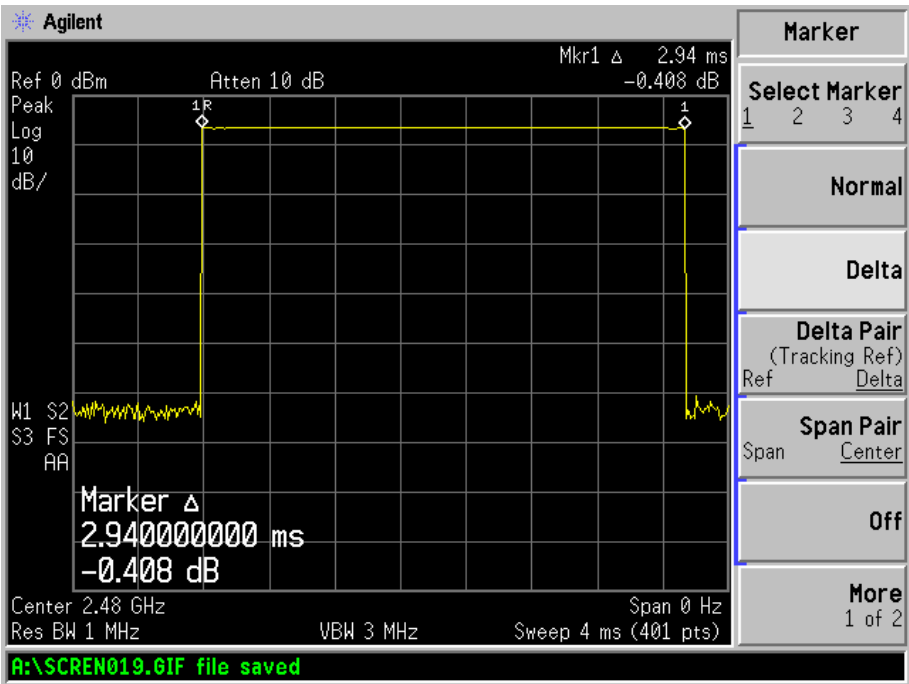 Agilent
Marker
Mkr1 Δ 2.94 ms
Ref 0 dBm Atten 10 dB -0.408 dB
Peak
Log
10
dB/
1R 1
W1 S2
S3 FS
AA
Marker Δ
2.940000000 ms
-0.408 dB
Center 2.48 GHz Span 0 Hz
Res BW 1 MHz VBW 3 MHz Sweep 4 ms (401 pts)
A:\SCREN019.GIF file saved
Select Marker
1 2 3 4
Normal
Delta
Delta Pair
(Tracking Ref)
Ref Delta
Span Pair
Span Center
Off
More
1 of 2